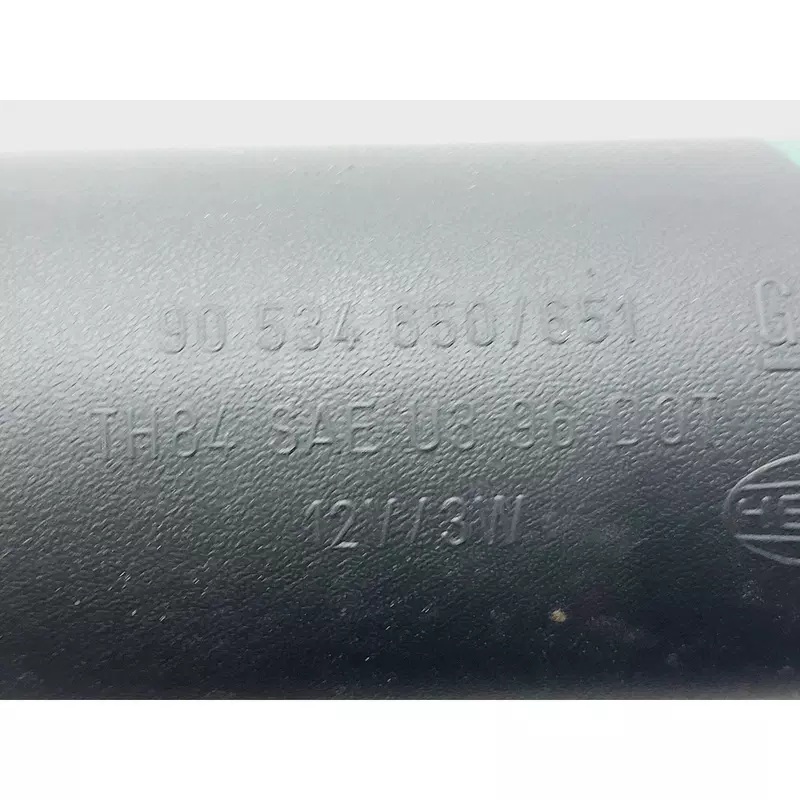 90 534 650/651
TH84 SAE U3 96 DOT
12V/3W